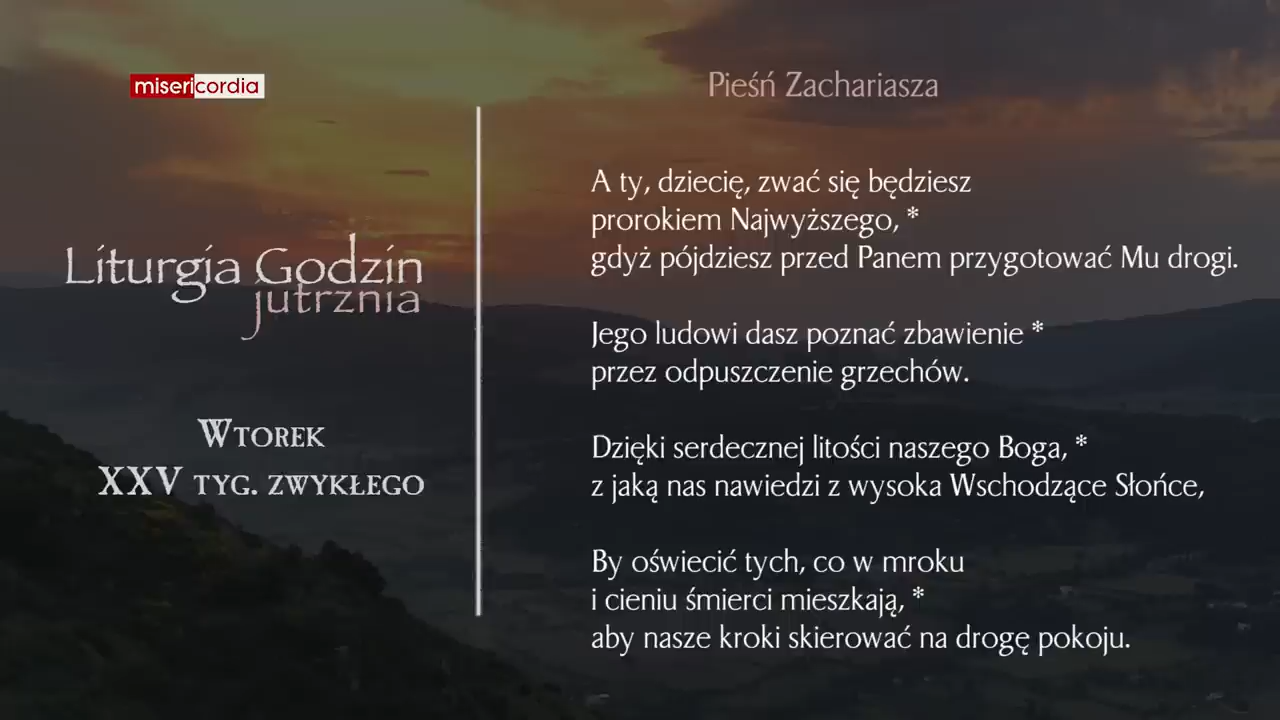 misericordia
Liturgia Godzin
jutrznia
Wtorek
XXV tyg. zwykłego
Pieśń Zachariasza
A ty, dziecię, zwać się będziesz
prorokiem Najwyższego, *
gdyż pójdziesz przed Panem przygotować Mu drogi.
Jego ludowi dasz poznać zbawienie *
przez odpuszczenie grzechów.
Dzięki serdecznej litości naszego Boga, *
z jaką nas nawiedzi z wysoka Wschodzące Słońce,
By oświecić tych, co w mroku
i cieniu śmierci mieszkają, *
aby nasze kroki skierować na drogę pokoju.